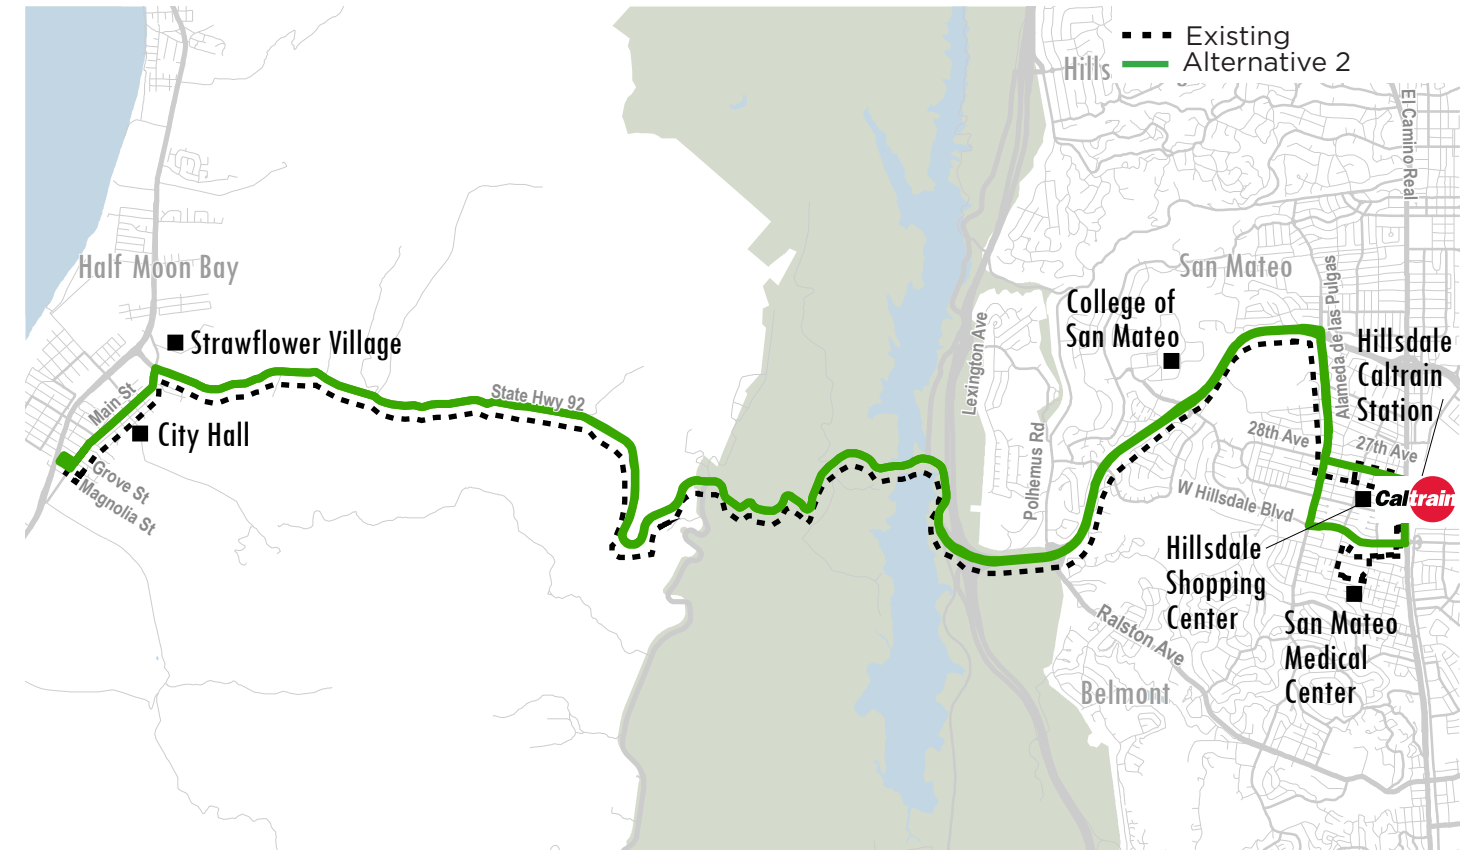 Existing
Alternative 2
Hills
El Camino Real
Half Moon Bay
San Mateo
Alameda de las Pulgas
College of
San Mateo
Lexington Ave
Strawflower Village
Hillsdale
Caltrain
Station
Main St
State Hwy 92
City Hall
28th Ave
27th Ave
Polhemus Rd
Grove St
Magnolia St
W Hillsdale Blvd
Caltrain
Hillsdale
Shopping
Center
Ralston Ave
San Mateo
Medical
Center
Belmont